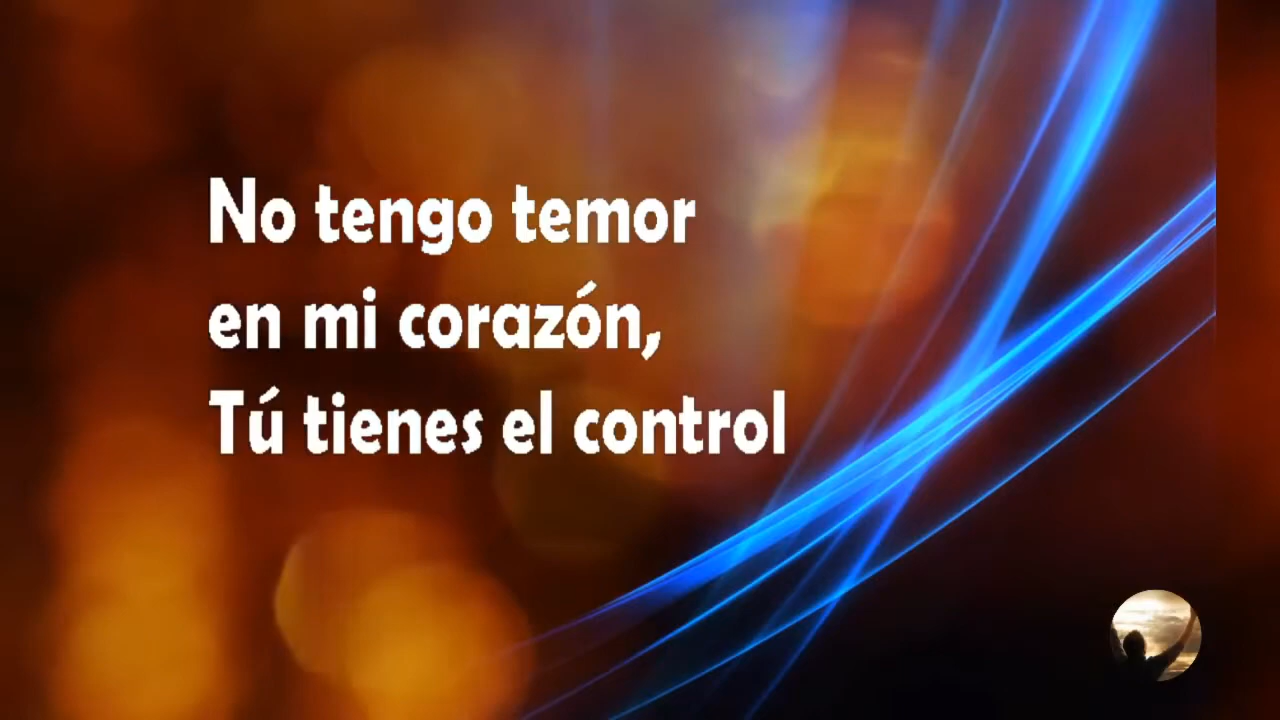 No tengo temor
en mi corazón,
Tú tienes el control